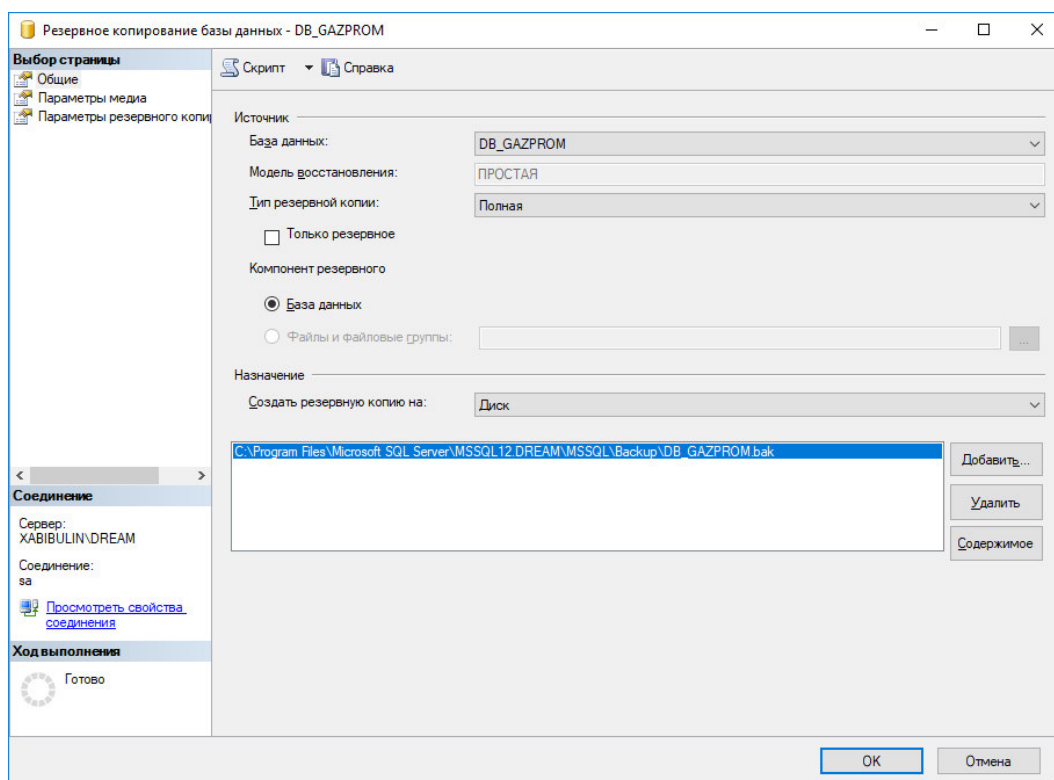 Резервное копирование базы данных - DB_GAZPROM
Выбор страницы
Общие
Параметры медиа
Параметры резервного копи
Скрипт
Справка
Источник
База данных:
DB_GAZPROM
Модель восстановления:
ПРОСТАЯ
Тип резервной копии:
Полная
Только резервное
Компонент резервного
База данных
Файлы и файловые группы:
...
Назначение
Создать резервную копию на:
Диск
C:\Program Files\Microsoft SQL Server\MSSQL12.DREAM\MSSQL\Backup\DB_GAZPROM.bak
Добавить...
Удалить
Содержимое
Соединение
Сервер:
XABIBULIN\DREAM
Соединение:
sa
Просмотреть свойства
соединения
Ход выполнения
Готово
OK
Отмена